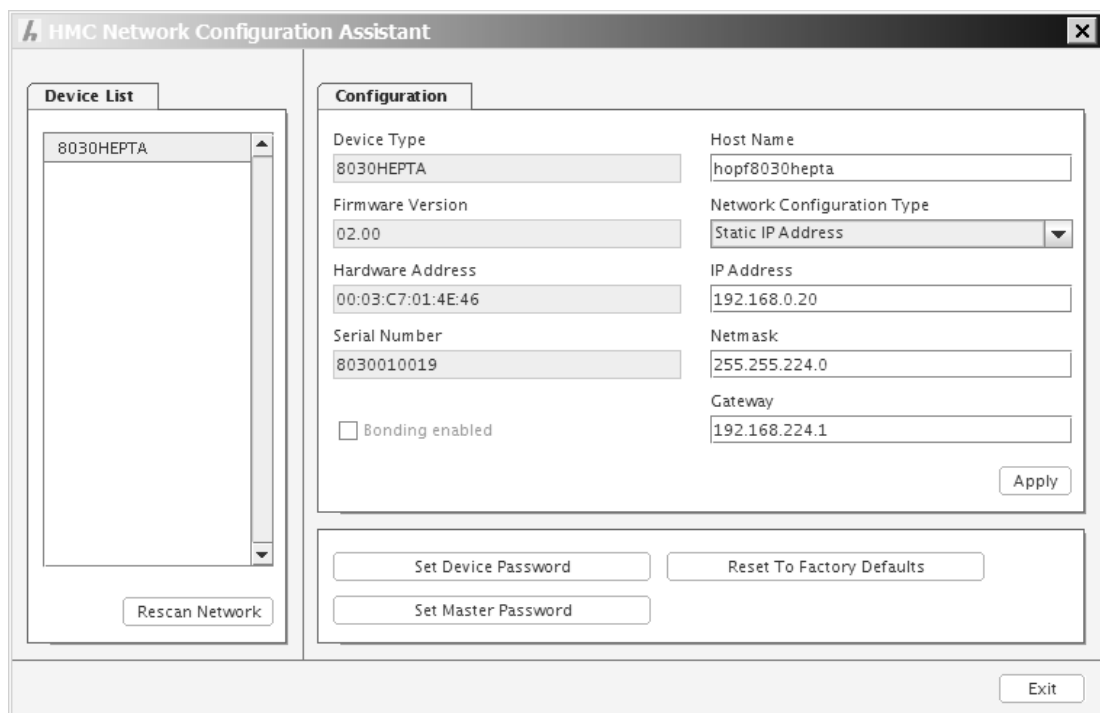 HMC Network Configuration Assistant
Device List
8030HEPTA
Rescan Network
Configuration
Device Type
8030HEPTA
Firmware Version
02.00
Hardware Address
00:03:C7:01:4E:46
Serial Number
8030010019
Bonding enabled
Host Name
hopf8030hepta
Network Configuration Type
Static IP Address
IP Address
192.168.0.20
Netmask
255.255.224.0
Gateway
192.168.224.1
Apply
Set Device Password
Reset To Factory Defaults
Set Master Password
Exit